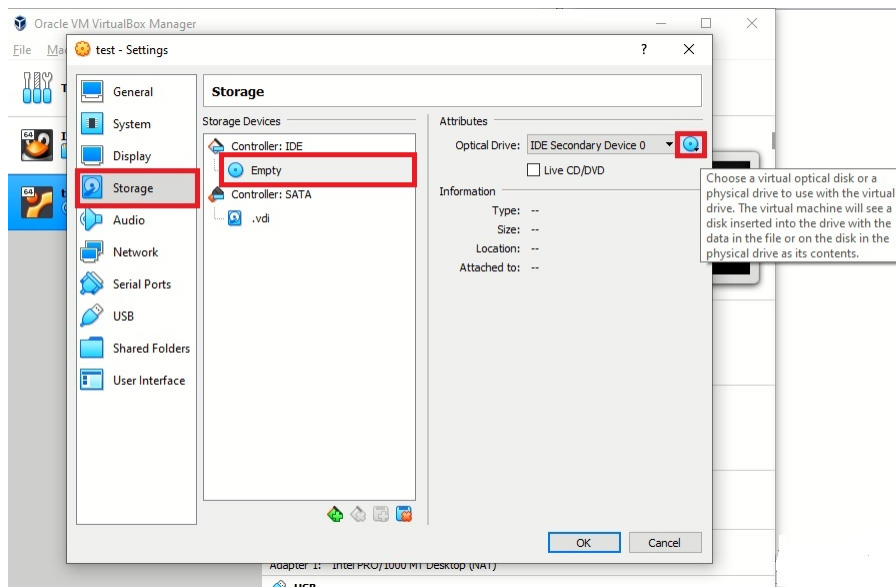 Oracle VM VirtualBox Manager
File Ma
test - Settings
?
T
64
64
General
System
Display
Storage
Audio
Network
Serial Ports
USB
Shared Folders
User Interface
Storage
Storage Devices
Controller: IDE
Empty
Controller: SATA
.vdi
Attributes
Optical Drive: IDE Secondary Device 0
Live CD/DVD
Information
Type: --
Size: --
Location: --
Attached to: --
Choose a virtual optical disk or a
physical drive to use with the virtual
drive. The virtual machine will see a
disk inserted into the drive with the
data in the file or on the disk in the
physical drive as its contents.
OK
Cancel
Adapter 1: Intel PRO/1000 MT Desktop (NAT)
USB